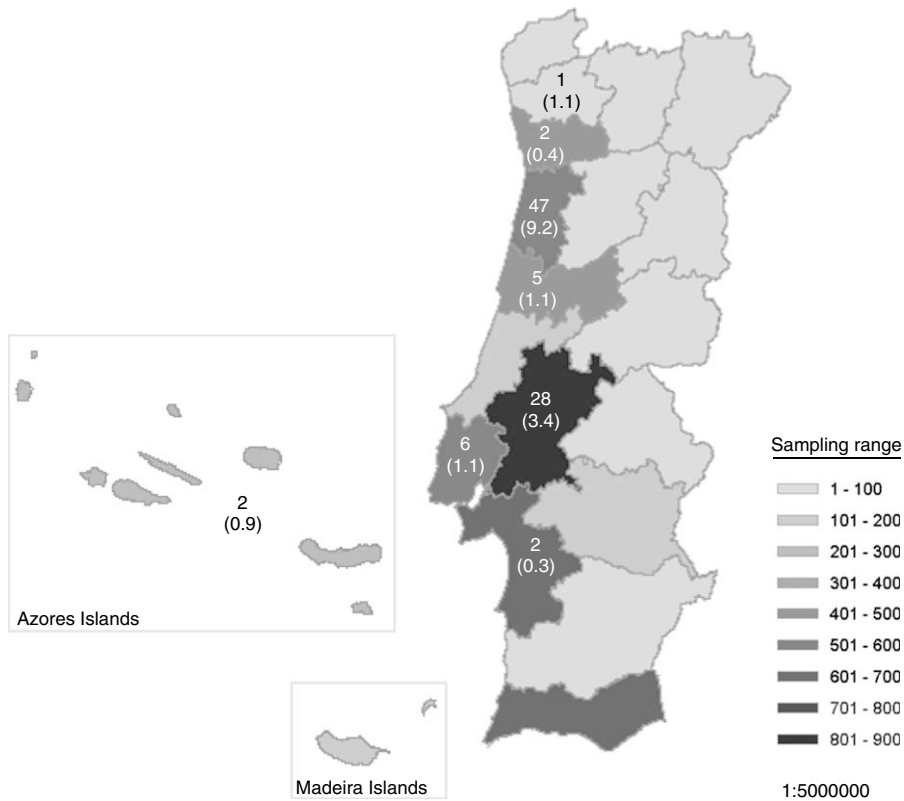 1
(1.1)
2
(0.4)
47
(9.2)
5
(1.1)
28
(3.4)
6
(1.1)
2
(0.3)
2
(0.9)
Azores Islands
Madeira Islands
Sampling range
1 - 100
101 - 200
201 - 300
301 - 400
401 - 500
501 - 600
601 - 700
701 - 800
801 - 900
1:5000000